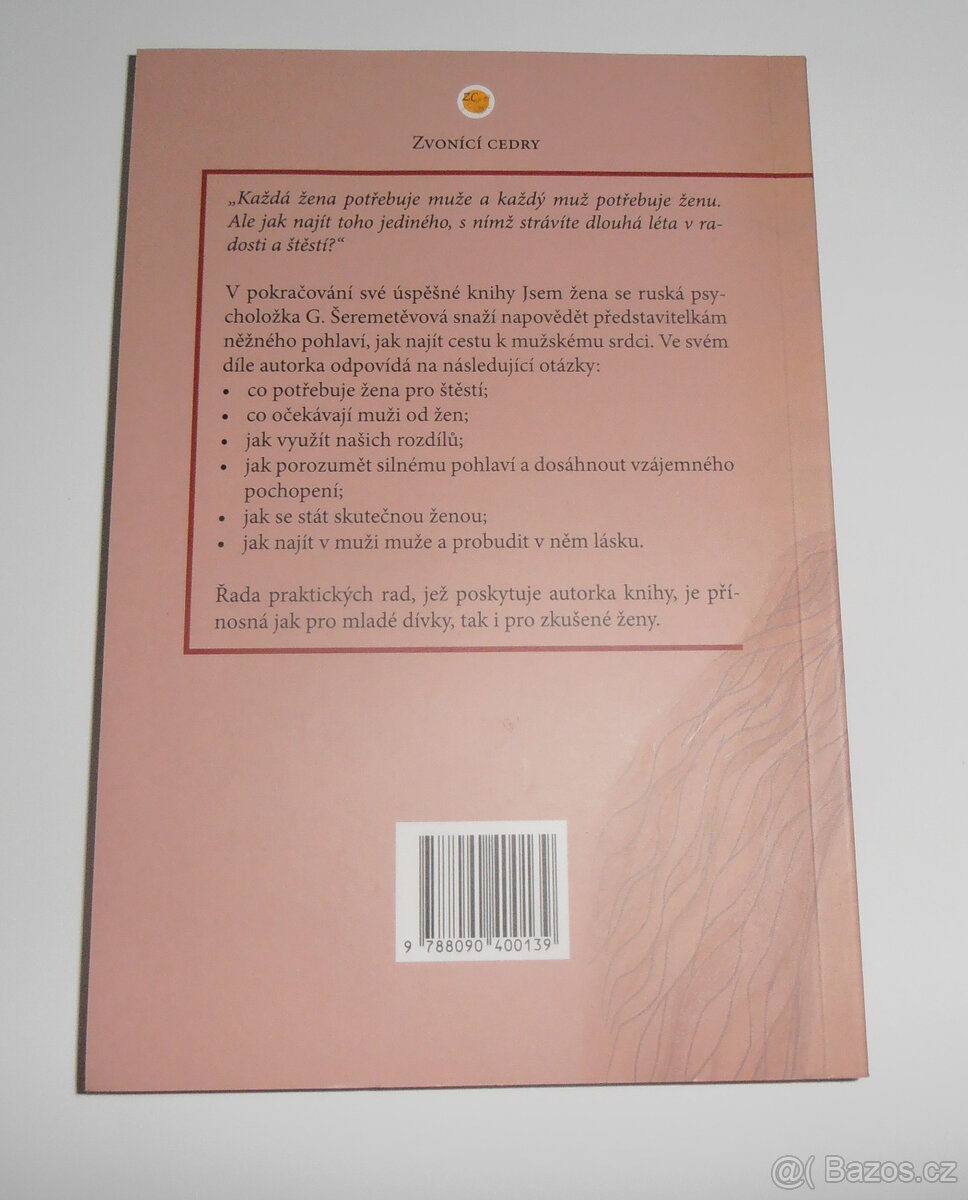 ZC
Zvonící cedry
„Každá žena potřebuje muže a každý muž potřebuje ženu.
Ale jak najít toho jediného, s nímž strávíte dlouhá léta v ra-
dosti a štěstí?“
V pokračování své úspěšné knihy Jsem žena se ruská psy-
choložka G. Šeremetěvová snaží napovědět představitelkám
něžného pohlaví, jak najít cestu k mužskému srdci. Ve svém
díle autorka odpovídá na následující otázky:
• co potřebuje žena pro štěstí;
• co očekávají muži od žen;
• jak využít našich rozdílů;
• jak porozumět silnému pohlaví a dosáhnout vzájemného
pochopení;
• jak se stát skutečnou ženou;
• jak najít v muži muže a probudit v něm lásku.
Řada praktických rad, jež poskytuje autorka knihy, je pří-
nosná jak pro mladé dívky, tak i pro zkušené ženy.
9 788090 400139
@( Bazos.cz